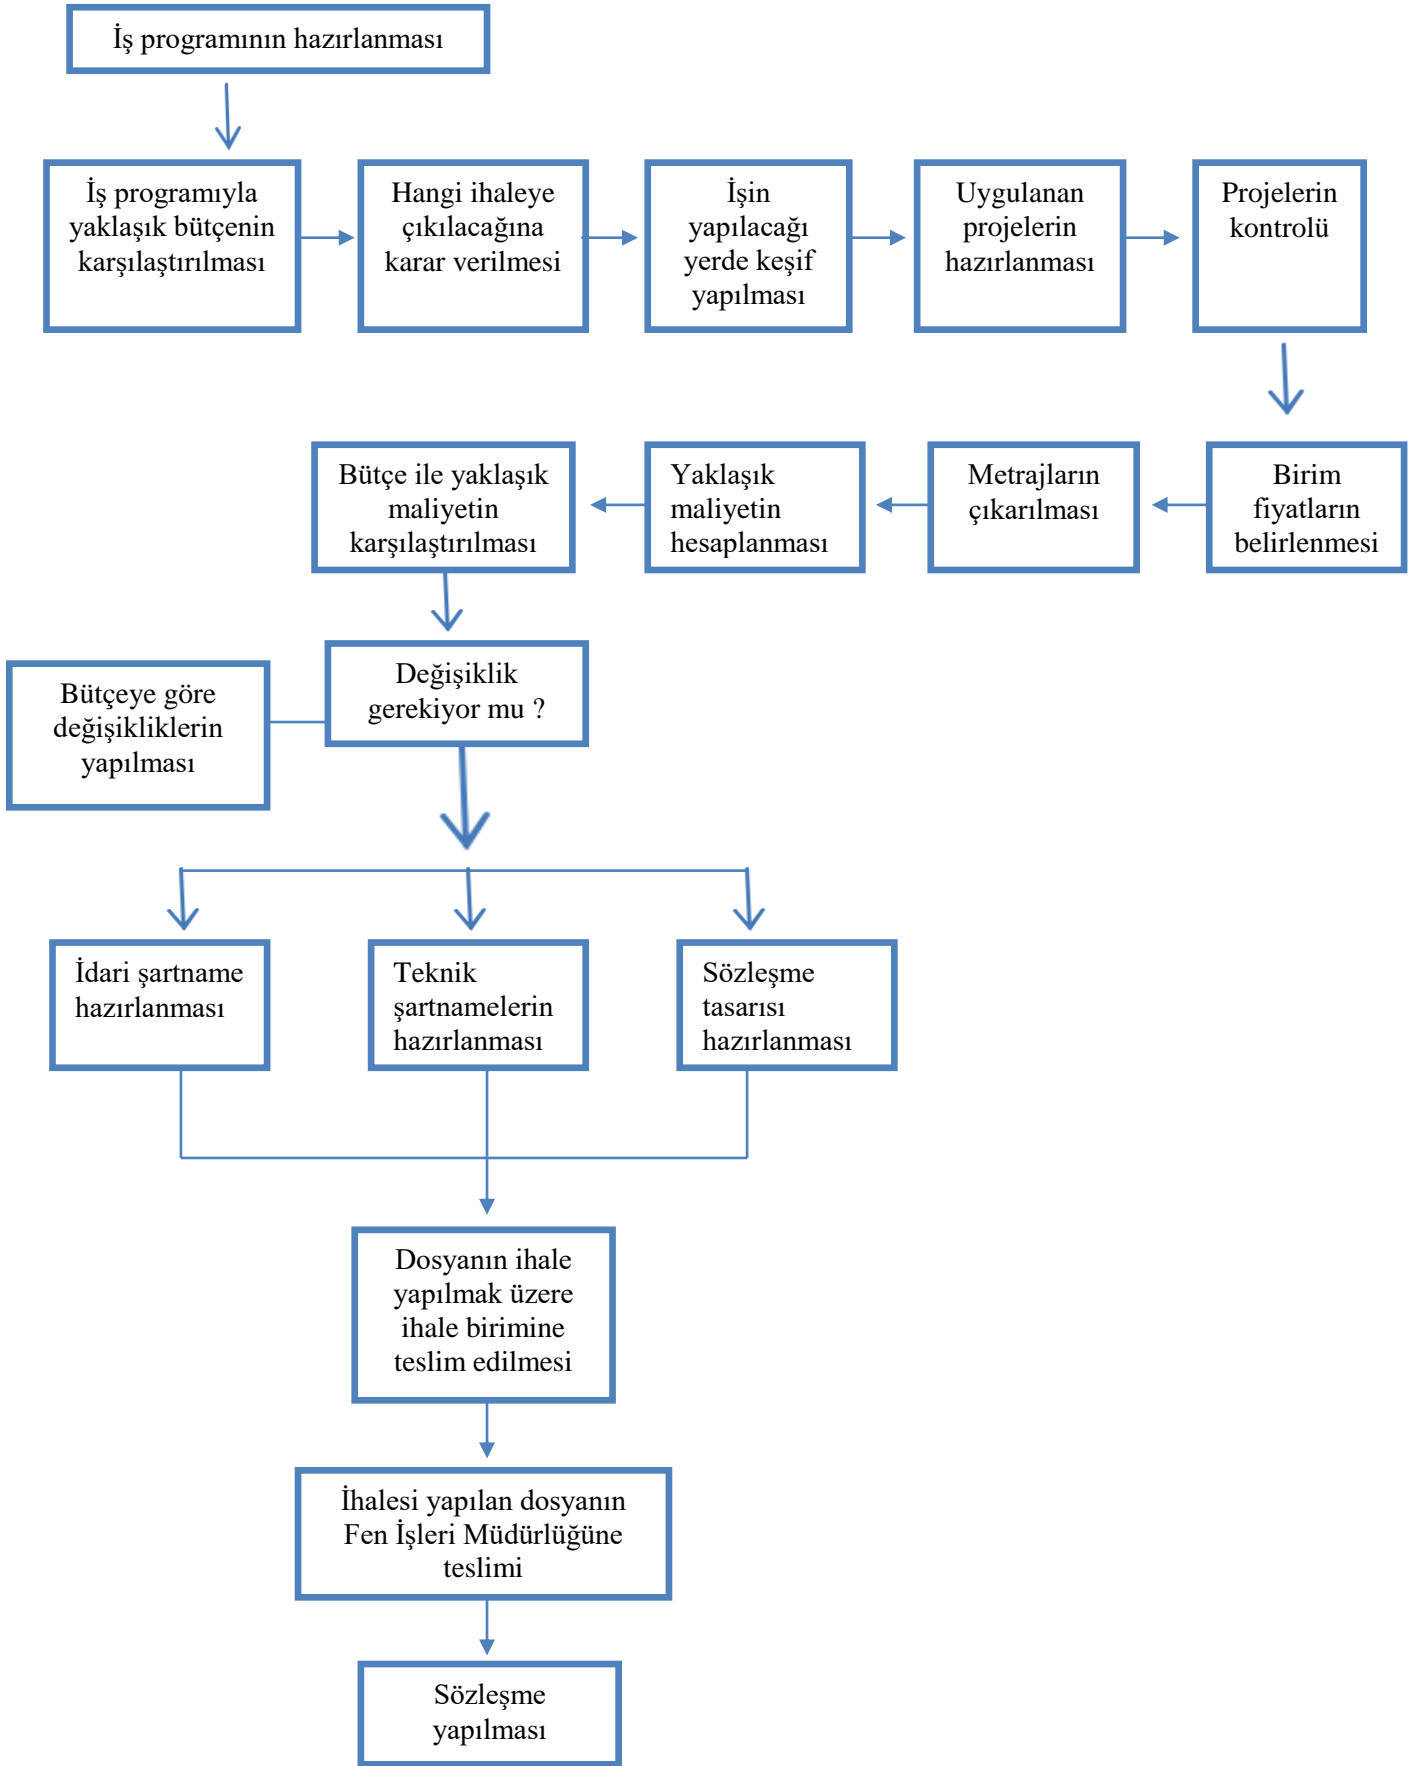 İş programının hazırlanması
İş programıyla
yaklaşık bütçenin
karşılaştırılması
Hangi ihaleye
çıkılacağına
karar verilmesi
İşin
yapılacağı
yerde keşif
yapılması
Uygulanan
projelerin
hazırlanması
Projelerin
kontrolü
Birim
fiyatların
belirlenmesi
Metrajların
çıkarılması
Yaklaşık
maliyetin
hesaplanması
Bütçe ile yaklaşık
maliyetin
karşılaştırılması
Değişiklik
gerekiyor mu ?
Bütçeye göre
değişikliklerin
yapılması
İdari şartname
hazırlanması
Teknik
şartnamelerin
hazırlanması
Sözleşme
tasarısı
hazırlanması
Dosyanın ihale
yapılmak üzere
ihale birimine
teslim edilmesi
İhalesi yapılan dosyanın
Fen İşleri Müdürlüğüne
teslimi
Sözleşme
yapılması